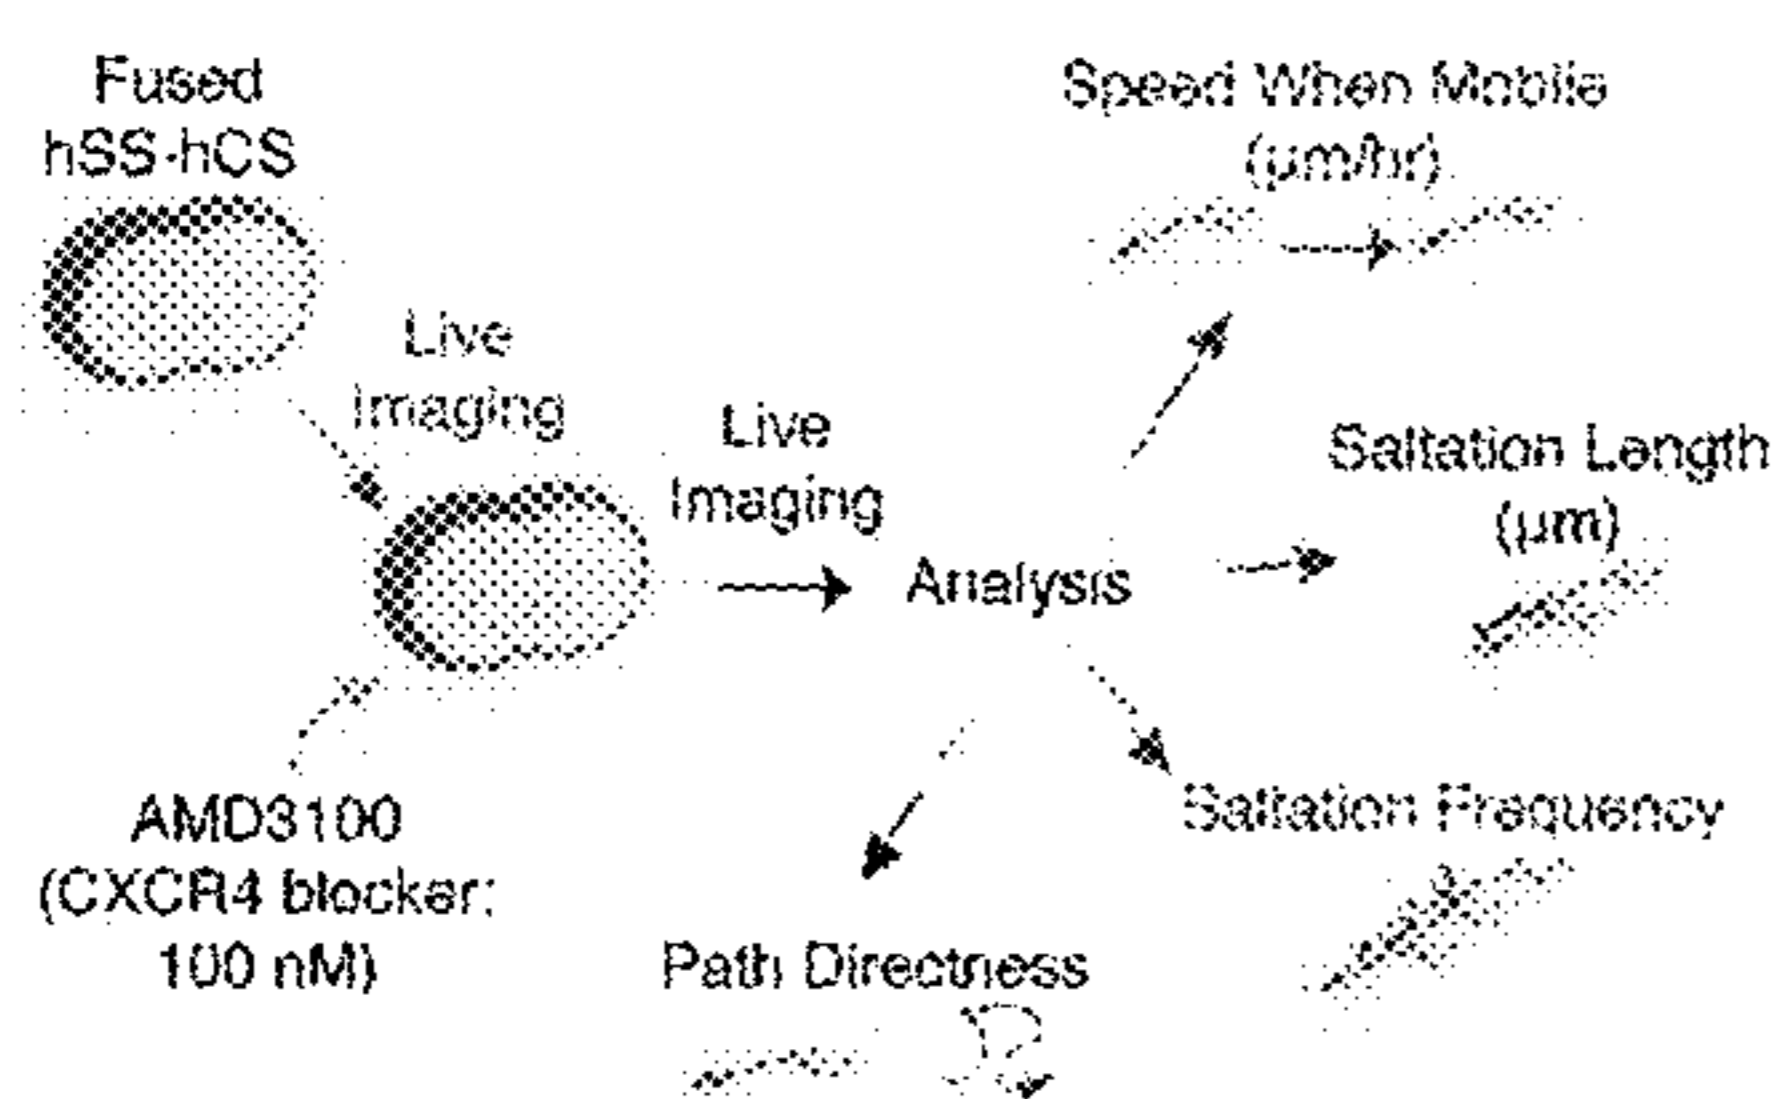 Fused
hSS-hCS
Live
Imaging
Live
Imaging
Analysis
AMD3100
(CXCR4 blocker;
100 nM)
Speed When Mobile
(μm/hr)
Saltation Length
(μm)
Saltation Frequency
Path Directness